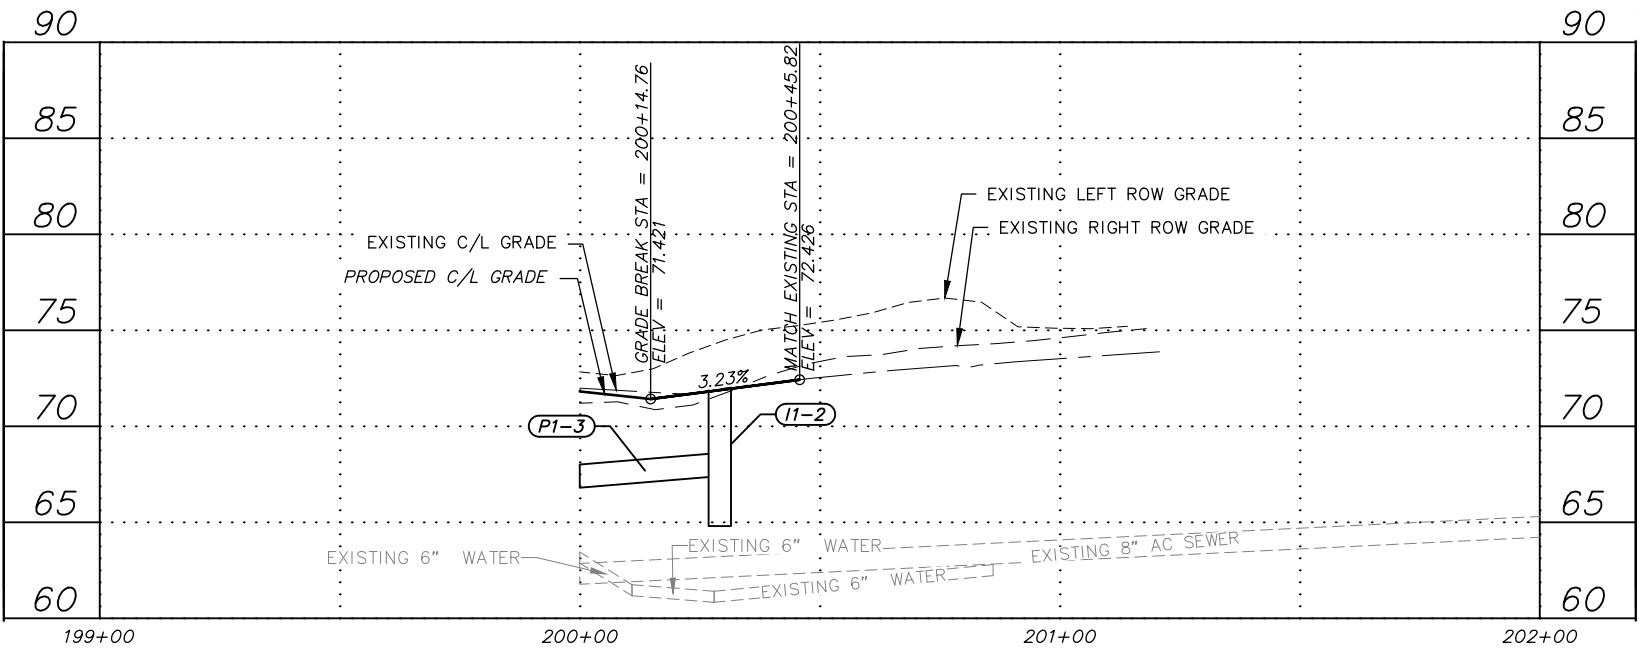 90
90
85
85
80
80
75
75
70
70
65
65
60
60
GRADE BREAK STA = 200+14.76
ELEV = 71.421
MATCH EXISTING STA = 200+45.82
ELEV = 72.426
EXISTING LEFT ROW GRADE
EXISTING RIGHT ROW GRADE
EXISTING C/L GRADE
PROPOSED C/L GRADE
3.23%
P1-3
I1-2
EXISTING 6" WATER
EXISTING 6" WATER
EXISTING 8" AC SEWER
EXISTING 6" WATER
199+00
200+00
201+00
202+00